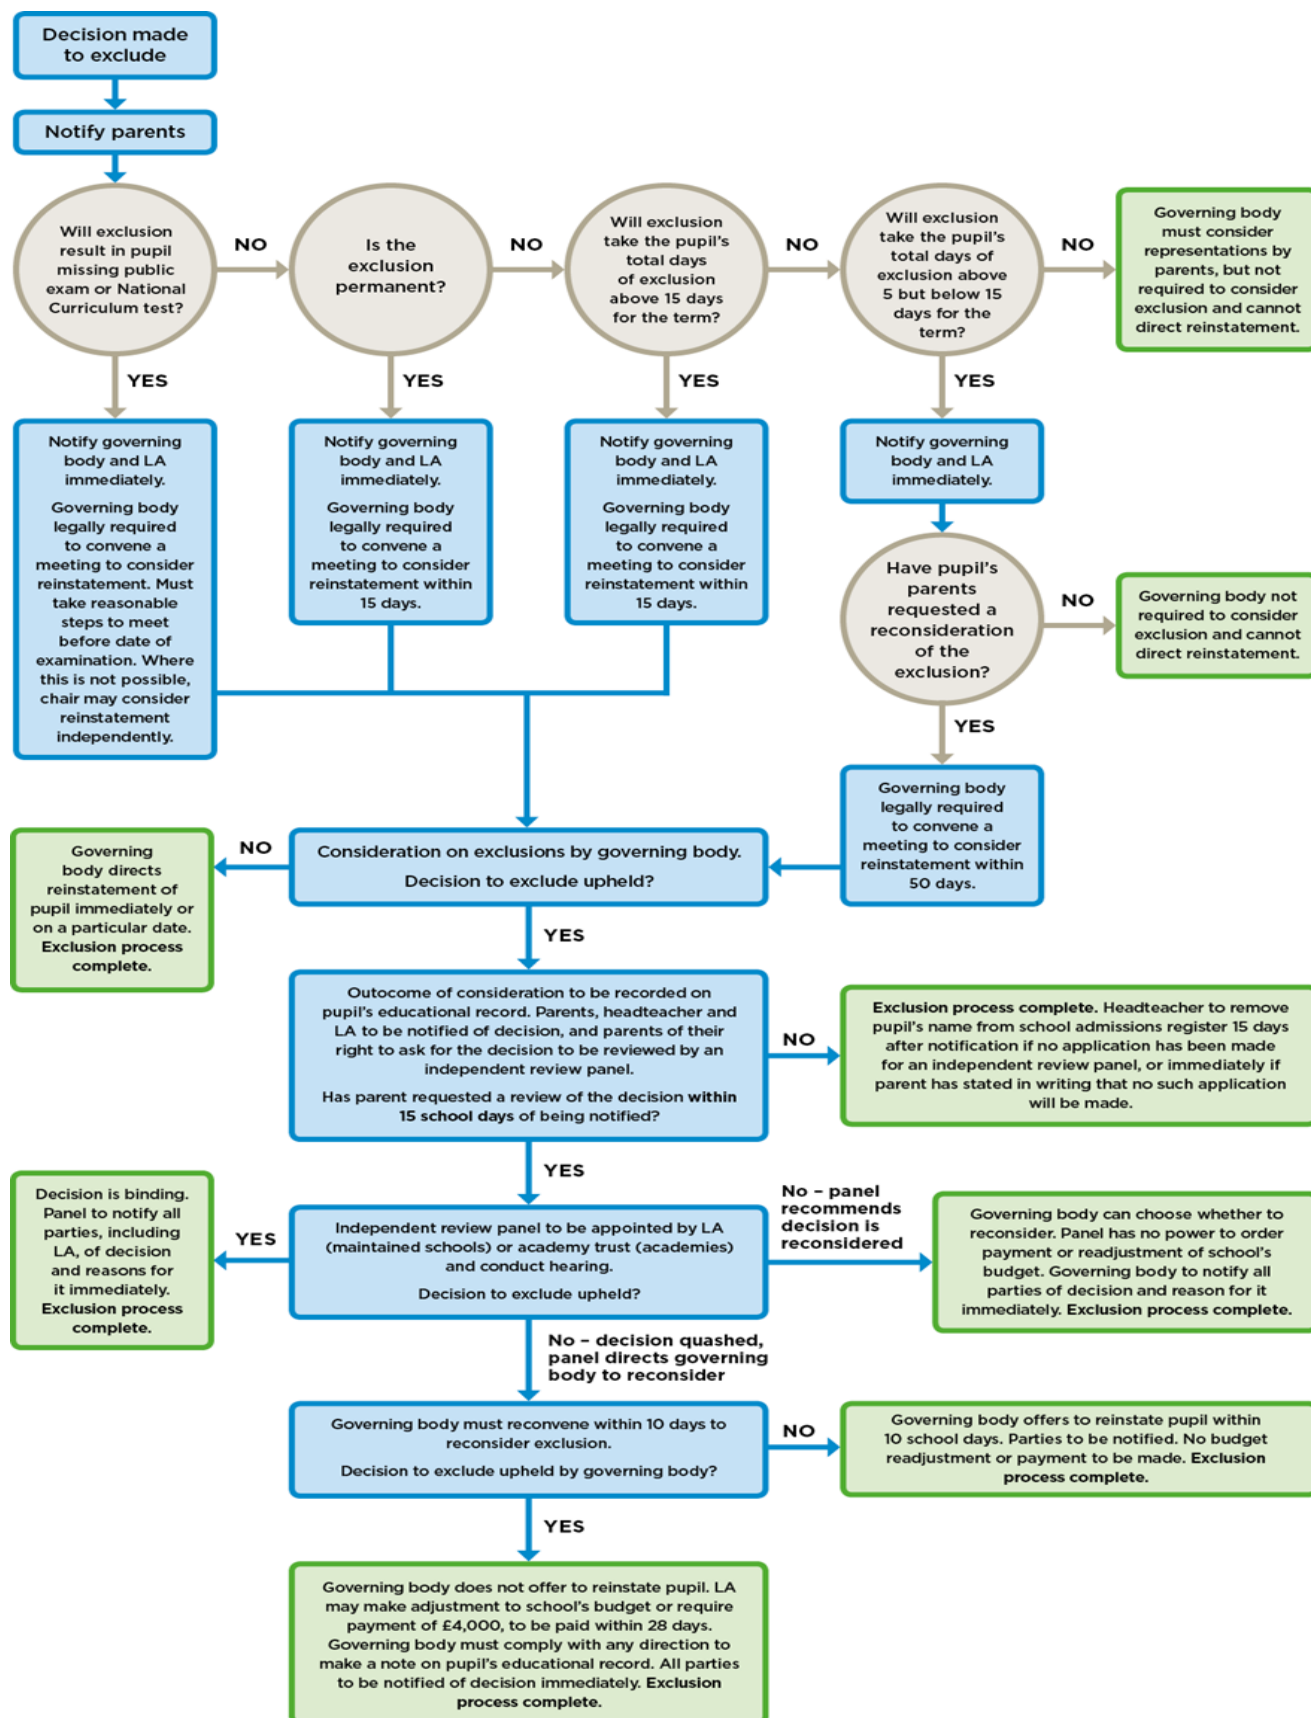 Decision made
to exclude
Notify parents
Will exclusion
result in pupil
missing public
exam or National
Curriculum test?
NO
Is the
exclusion
permanent?
NO
Will exclusion
take the pupil's
total days
of exclusion
above 15 days
for the term?
NO
Will exclusion
take the pupil's
total days of
exclusion above
5 but below 15
days for the
term?
NO
Governing body
must consider
representations by
parents, but not
required to consider
exclusion and cannot
direct reinstatement.
YES
YES
YES
YES
Notify governing
body and LA
immediately.
Governing body
legally required
to convene a
meeting to consider
reinstatement. Must
take reasonable
steps to meet
before date of
examination. Where
this is not possible,
chair may consider
reinstatement
independently.
Notify governing
body and LA
immediately.
Governing body
legally required
to convene a
meeting to consider
reinstatement within
15 days.
Notify governing
body and LA
immediately.
Governing body
legally required
to convene a
meeting to consider
reinstatement within
15 days.
Notify governing
body and LA
immediately.
Have pupil's
parents
requested a
reconsideration
of the
exclusion?
NO
Governing body not
required to consider
exclusion and cannot
direct reinstatement.
YES
Governing body
legally required
to convene a
meeting to consider
reinstatement within
50 days.
Consideration on exclusions by governing body.
Decision to exclude upheld?
NO
Governing
body directs
reinstatement of
pupil immediately or
on a particular date.
Exclusion process
complete.
YES
Outocome of consideration to be recorded on
pupil's educational record. Parents, headteacher and
LA to be notified of decision, and parents of their
right to ask for the decision to be reviewed by an
independent review panel.
Has parent requested a review of the decision within
15 school days of being notified?
NO
Exclusion process complete. Headteacher to remove
pupil's name from school admissions register 15 days
after notification if no application has been made
for an independent review panel, or immediately if
parent has stated in writing that no such application
will be made.
YES
Independent review panel to be appointed by LA
(maintained schools) or academy trust (academies)
and conduct hearing.
Decision to exclude upheld?
YES
Decision is binding.
Panel to notify all
parties, including
LA, of decision
and reasons for
it immediately.
Exclusion process
complete.
No – panel
recommends
decision is
reconsidered
Governing body can choose whether to
reconsider. Panel has no power to order
payment or readjustment of school's
budget. Governing body to notify all
parties of decision and reason for it
immediately. Exclusion process complete.
No – decision quashed,
panel directs governing
body to reconsider
Governing body must reconvene within 10 days to
reconsider exclusion.
Decision to exclude upheld by governing body?
NO
Governing body offers to reinstate pupil within
10 school days. Parties to be notified. No budget
readjustment or payment to be made. Exclusion
process complete.
YES
Governing body does not offer to reinstate pupil. LA
may make adjustment to school's budget or require
payment of £4,000, to be paid within 28 days.
Governing body must comply with any direction to
make a note on pupil's educational record. All parties
to be notified of decision immediately. Exclusion
process complete.